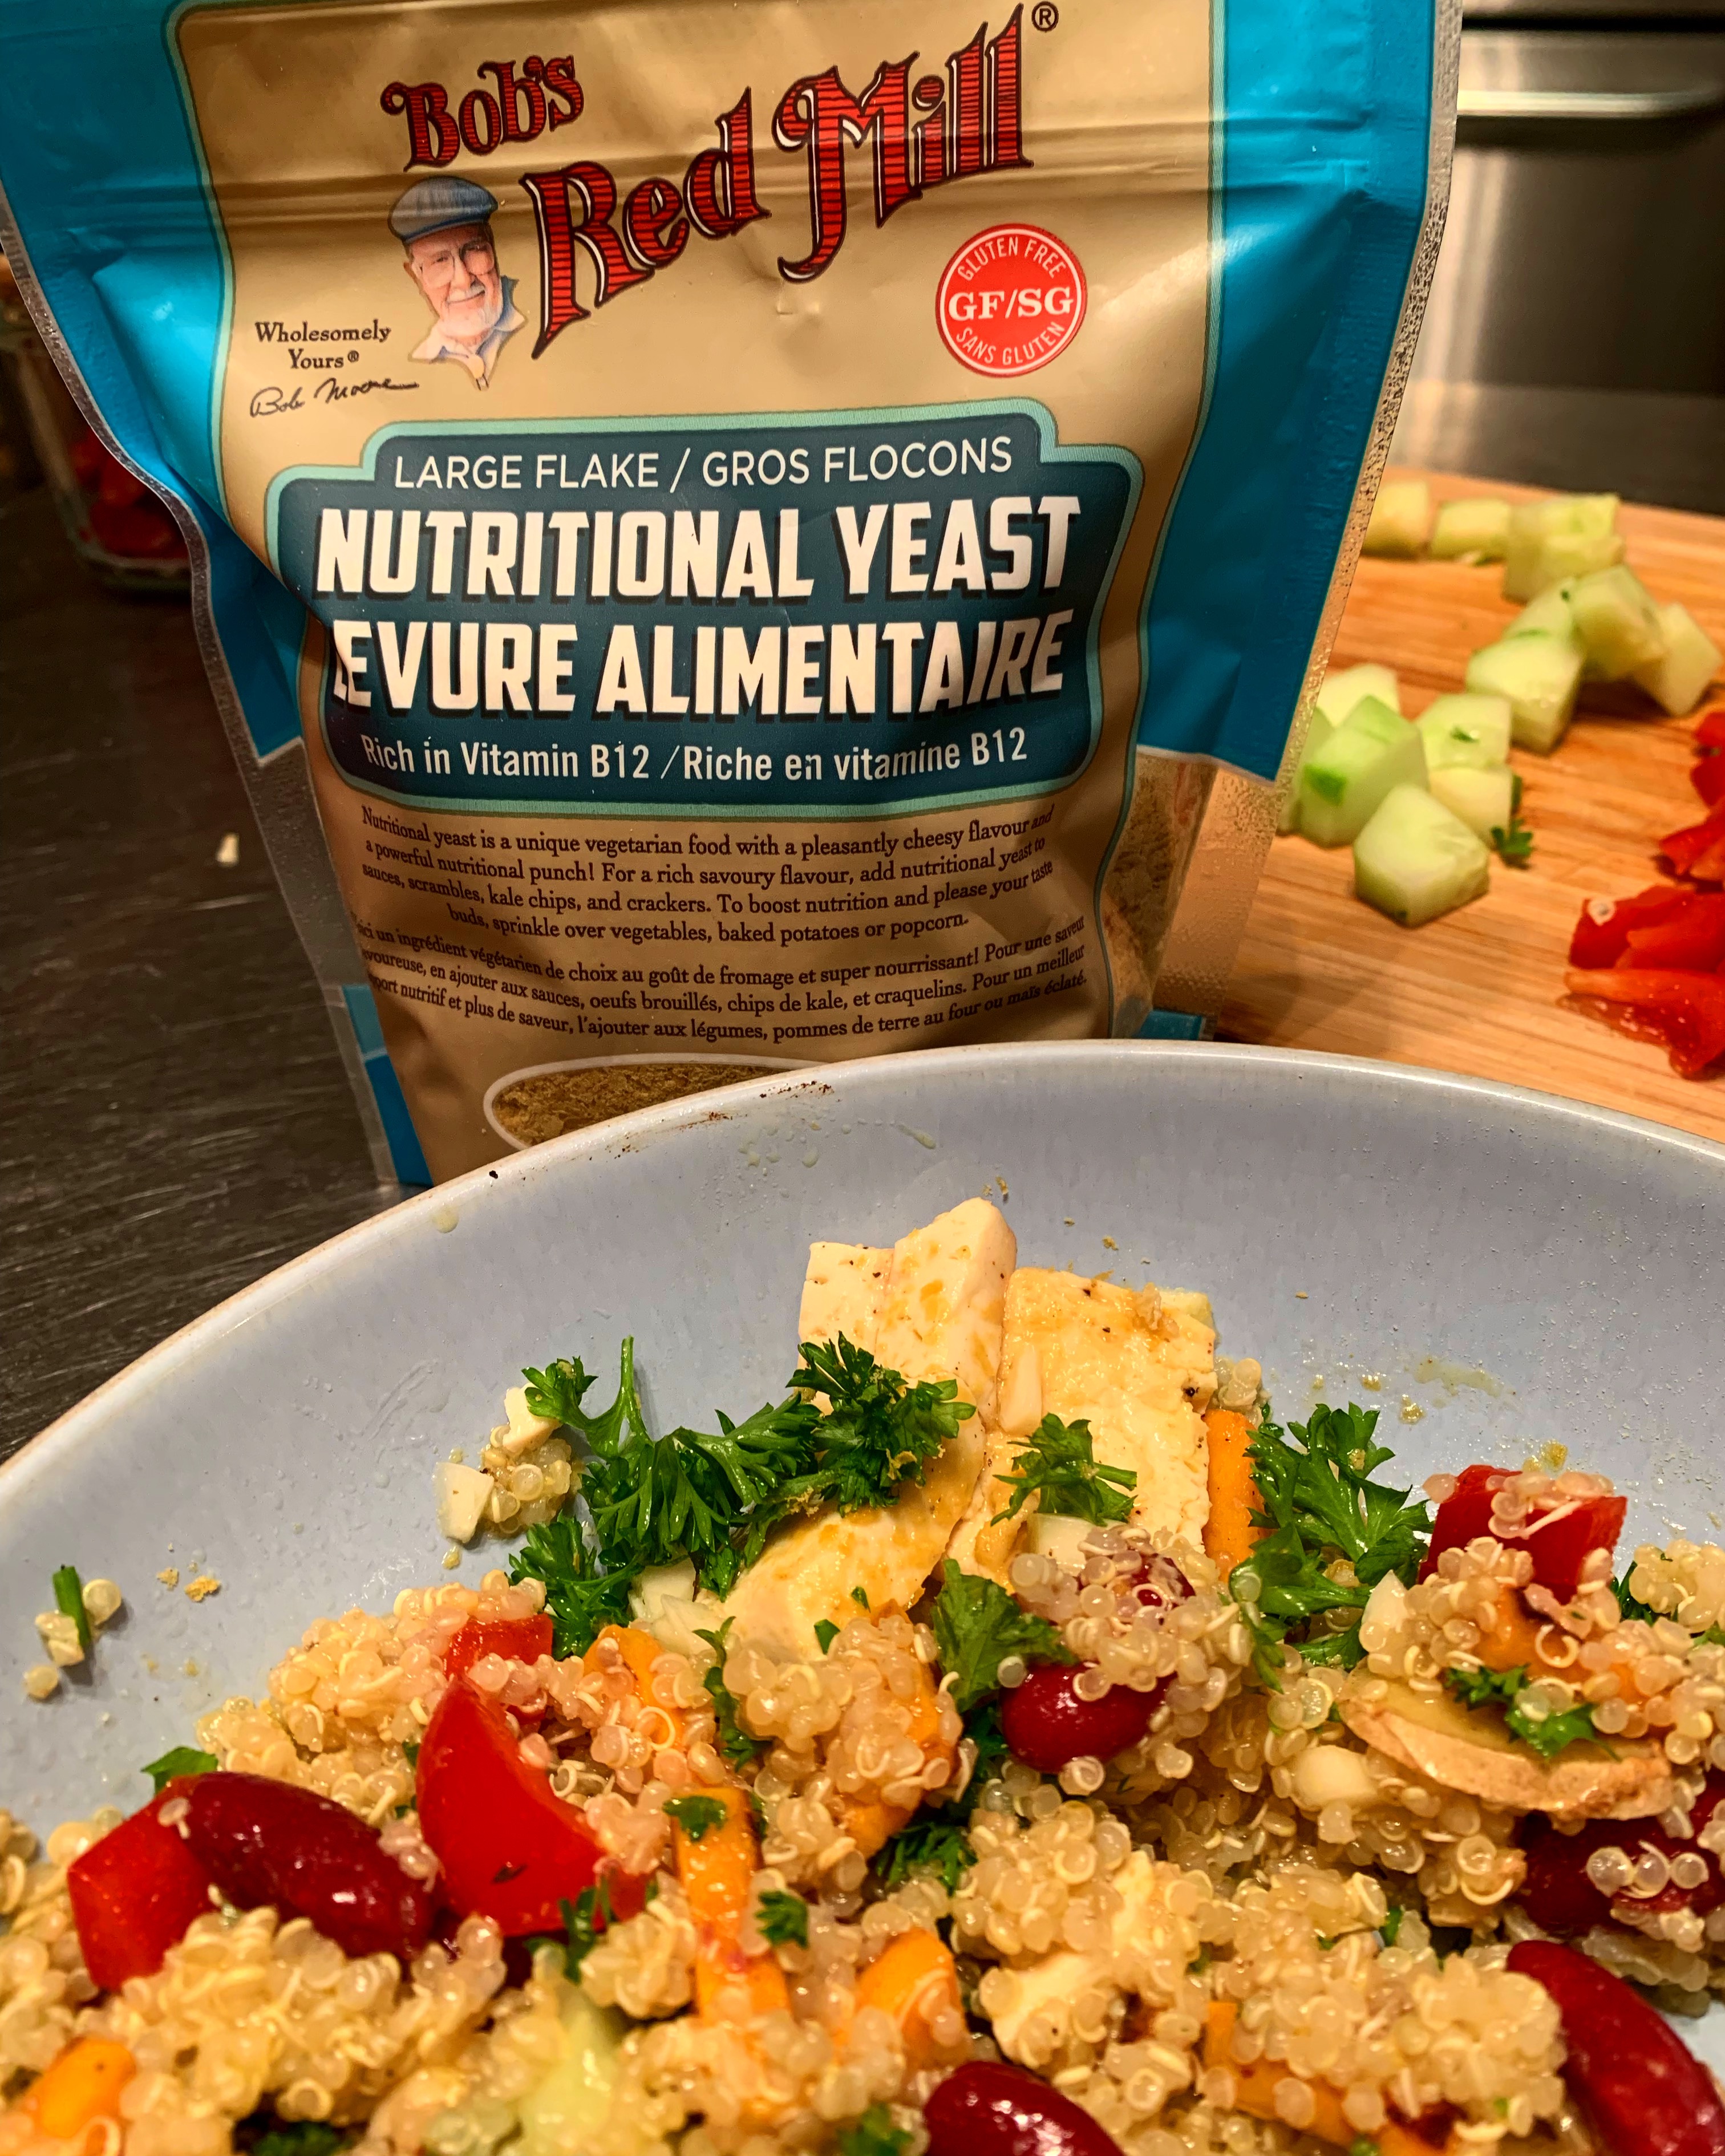 Bob's
Red Mill®
GLUTEN FREE
GF/SG
SANS GLUTEN
Wholesomely
Yours®
Bob Moore
LARGE FLAKE / GROS FLOCONS
NUTRITIONAL YEAST
LEVURE ALIMENTAIRE
Rich in Vitamin B12 / Riche en vitamine B12
Nutritional yeast is a unique vegetarian food with a pleasantly cheesy flavour and
a powerful nutritional punch! For a rich savoury flavour, add nutritional yeast to
sauces, scrambles, kale chips, and crackers. To boost nutrition and please your taste
buds, sprinkle over vegetables, baked potatoes or popcorn.
un ingrédient végétarien de choix au goût de fromage et super nourrissant! Pour une saveur
en ajouter aux sauces, oeufs brouillés, chips de kale, et craquelins. Pour un meilleur
nutritif et plus de saveur, l'ajouter aux légumes, pommes de terre au four ou maïs éclaté.